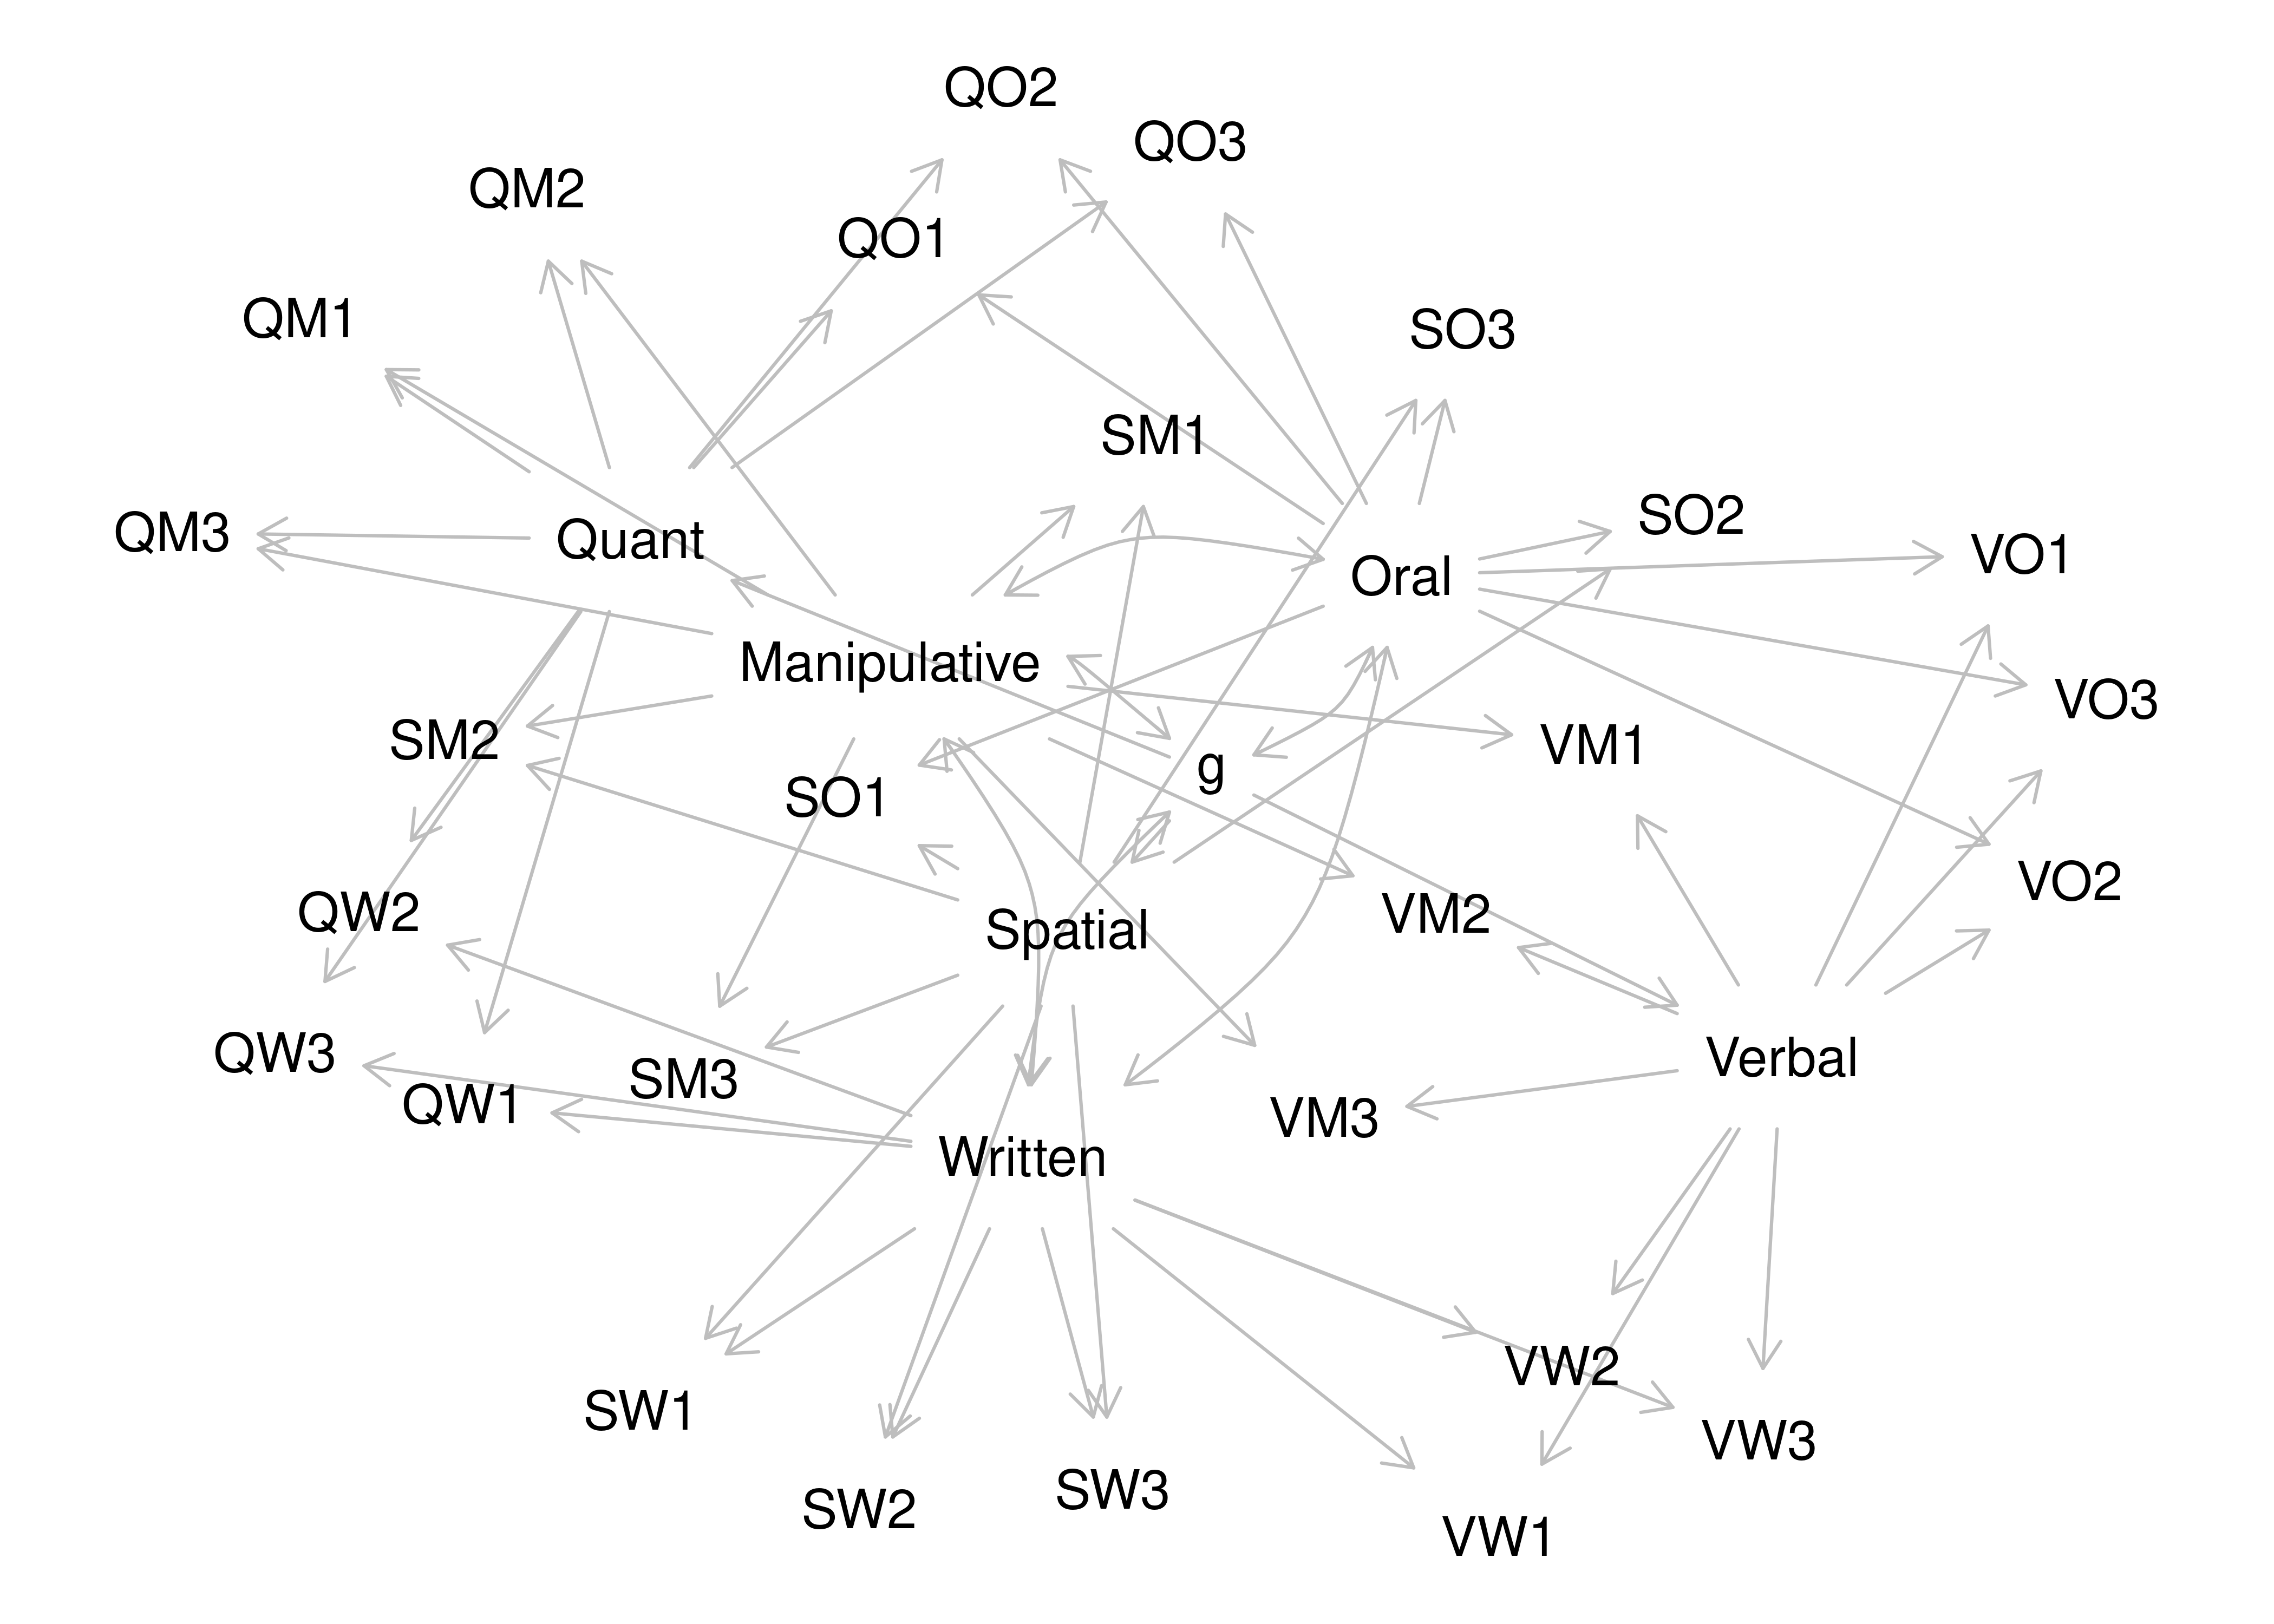 QO2
QO3
QM2
QO1
QM1
SO3
SM1
SO2
QM3
Quant
VO1
Oral
Manipulative
VO3
SM2
VM1
g
SO1
VO2
QW2
VM2
Spatial
QW3
Verbal
SM3
QW1
VM3
Written
VW2
SW1
VW3
SW3
SW2
VW1